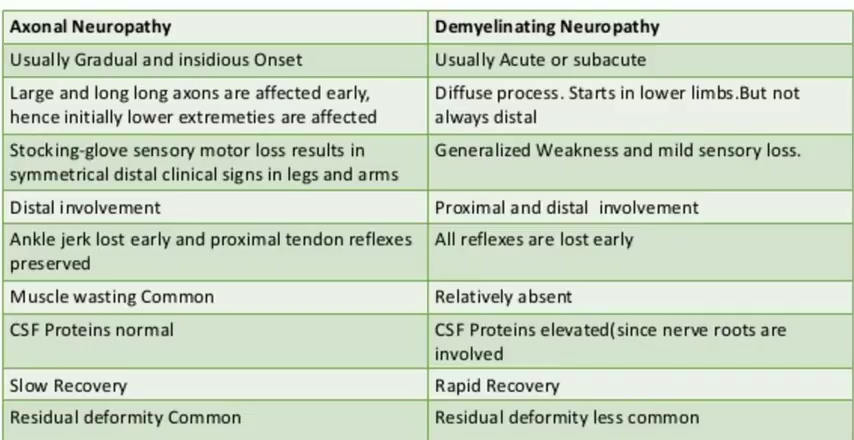 Axonal Neuropathy
Demyelinating Neuropathy
Usually Gradual and insidious Onset
Usually Acute or subacute
Large and long long axons are affected early,
hence initially lower extremeties are affected
Diffuse process. Starts in lower limbs.But not
always distal
Stocking-glove sensory motor loss results in
symmetrical distal clinical signs in legs and arms
Generalized Weakness and mild sensory loss.
Distal involvement
Proximal and distal involvement
Ankle jerk lost early and proximal tendon reflexes
preserved
All reflexes are lost early
Muscle wasting Common
Relatively absent
CSF Proteins normal
CSF Proteins elevated(since nerve roots are
involved
Slow Recovery
Rapid Recovery
Residual deformity Common
Residual deformity less common